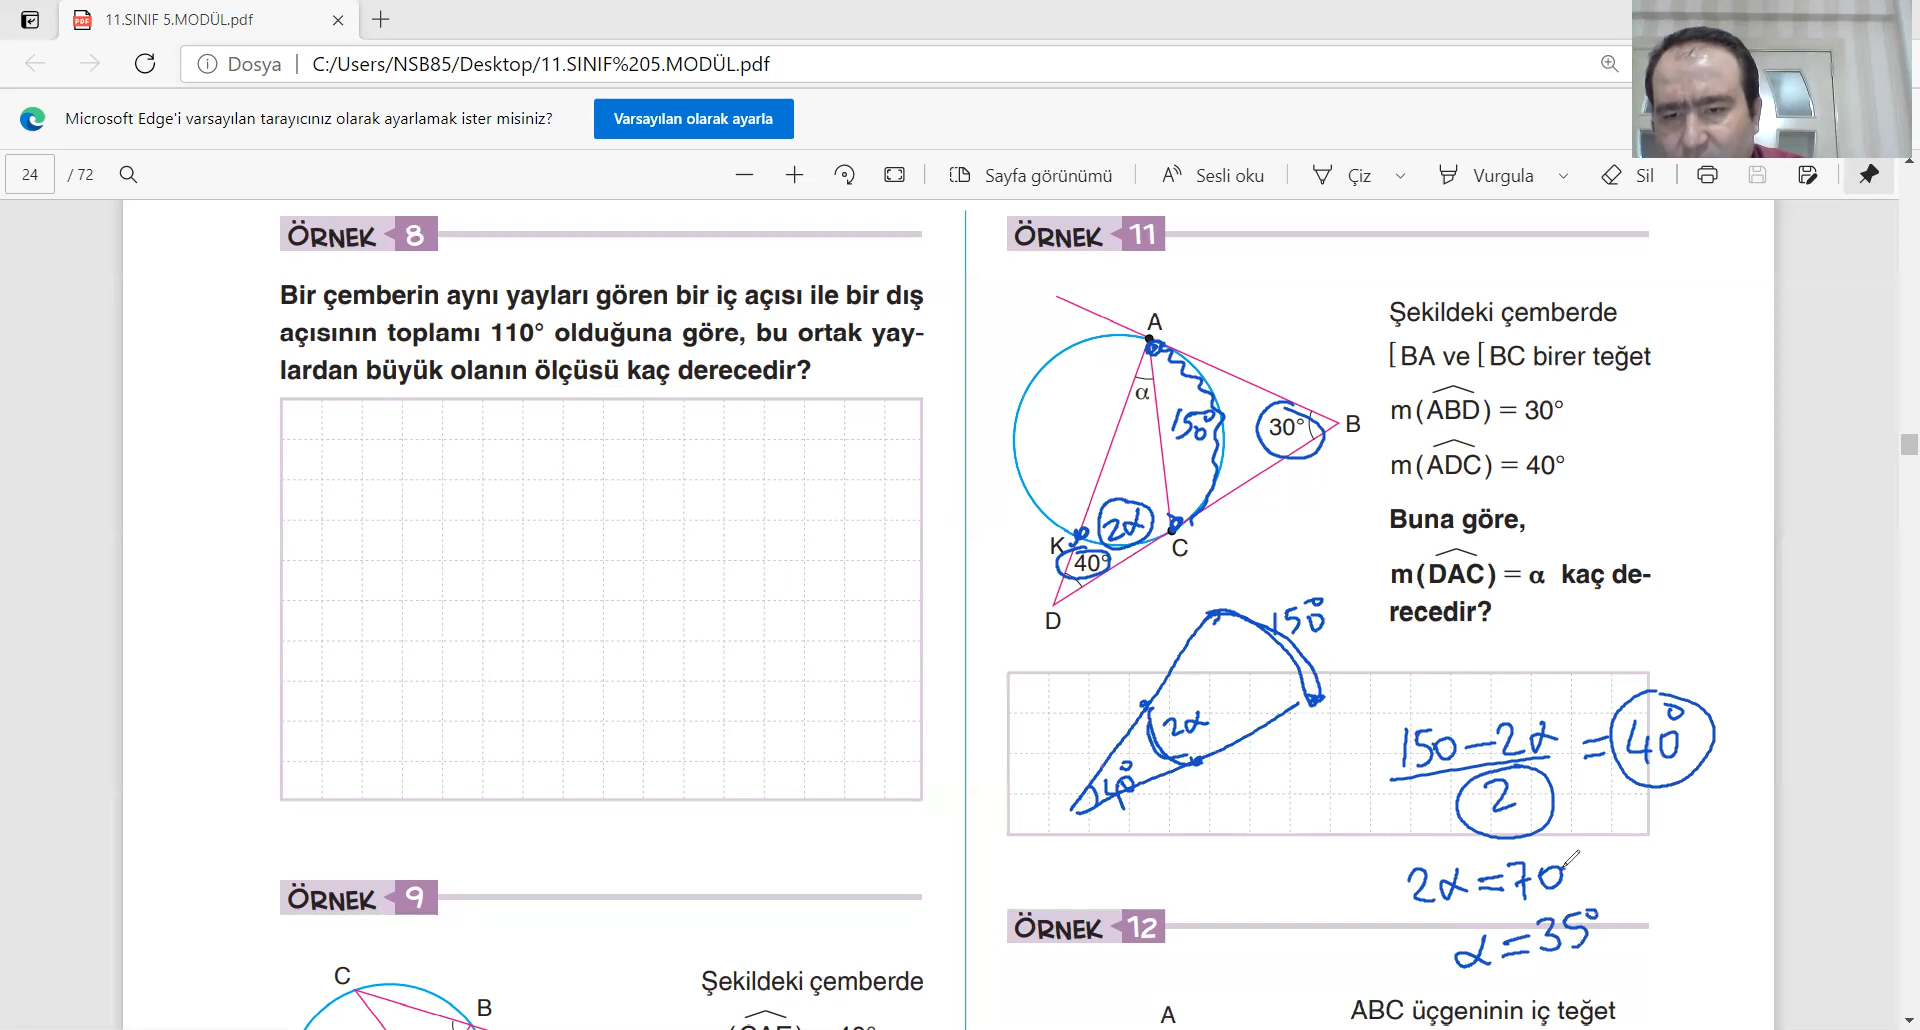 11.SINIF 5.MODÜL.pdf
Dosya
C:/Users/NSB85/Desktop/11.SINIF%205.MODÜL.pdf
Microsoft Edge'i varsayılan tarayıcınız olarak ayarlamak ister misiniz?
Varsayılan olarak ayarla
24 / 72
Sayfa görünümü
Sesli oku
Çiz
Vurgula
Sil
ÖRNEK 8
Bir çemberin aynı yayları gören bir iç açısı ile bir dış
açısının toplamı 110° olduğuna göre, bu ortak yay-
lardan büyük olanın ölçüsü kaç derecedir?
ÖRNEK 9
C
B
Şekildeki çemberde
ÖRNEK 11
A
α
150°
30°
B
2α
K
40°
C
D
Şekildeki çemberde
[BA ve [BC birer teğet
m(ABD) = 30°
m(ADC) = 40°
Buna göre,
m(DAC) = α kaç de-
recedir?
150°
2α
40°
150-2α
2
= 40°
2α = 70
α = 35°
ÖRNEK 12
A
ABC üçgeninin iç teğet